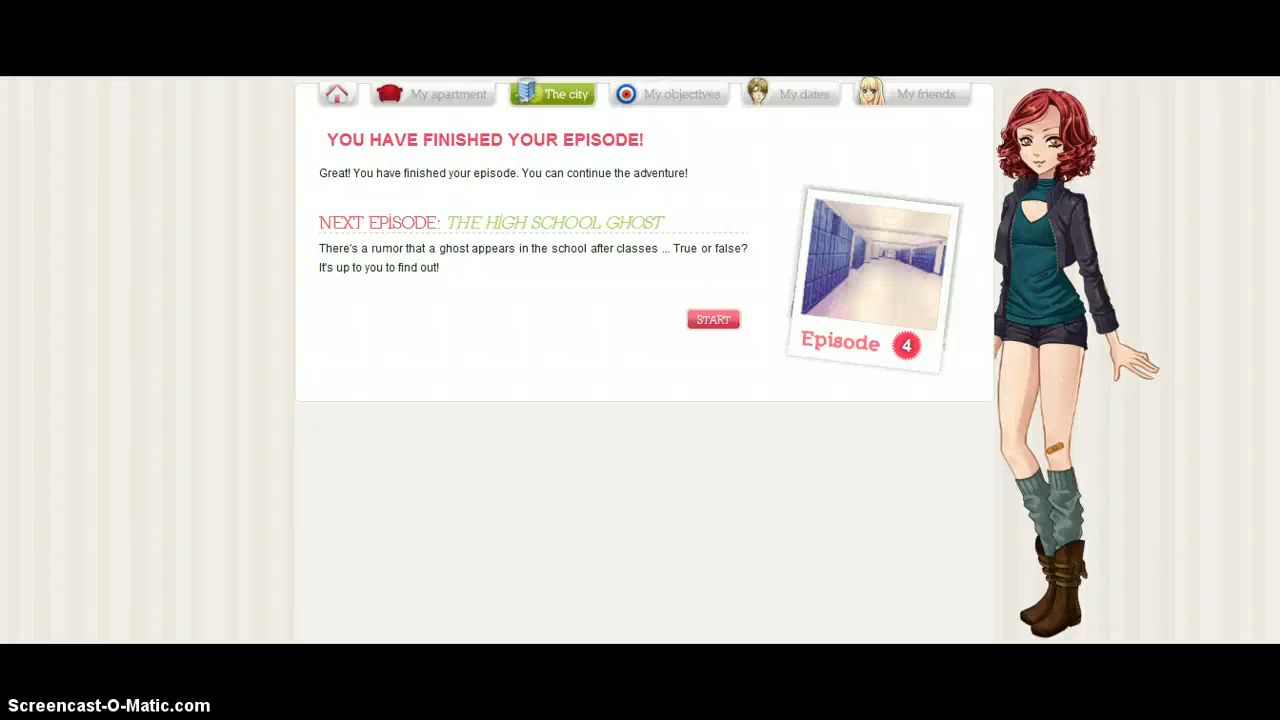 My apartment The city My objectives My dates My friends
YOU HAVE FINISHED YOUR EPISODE!
Great! You have finished your episode. You can continue the adventure!
NEXT EPISODE: THE HIGH SCHOOL GHOST
There's a rumor that a ghost appears in the school after classes ... True or false?
It's up to you to find out!
START
Episode 4
Screencast-O-Matic.com